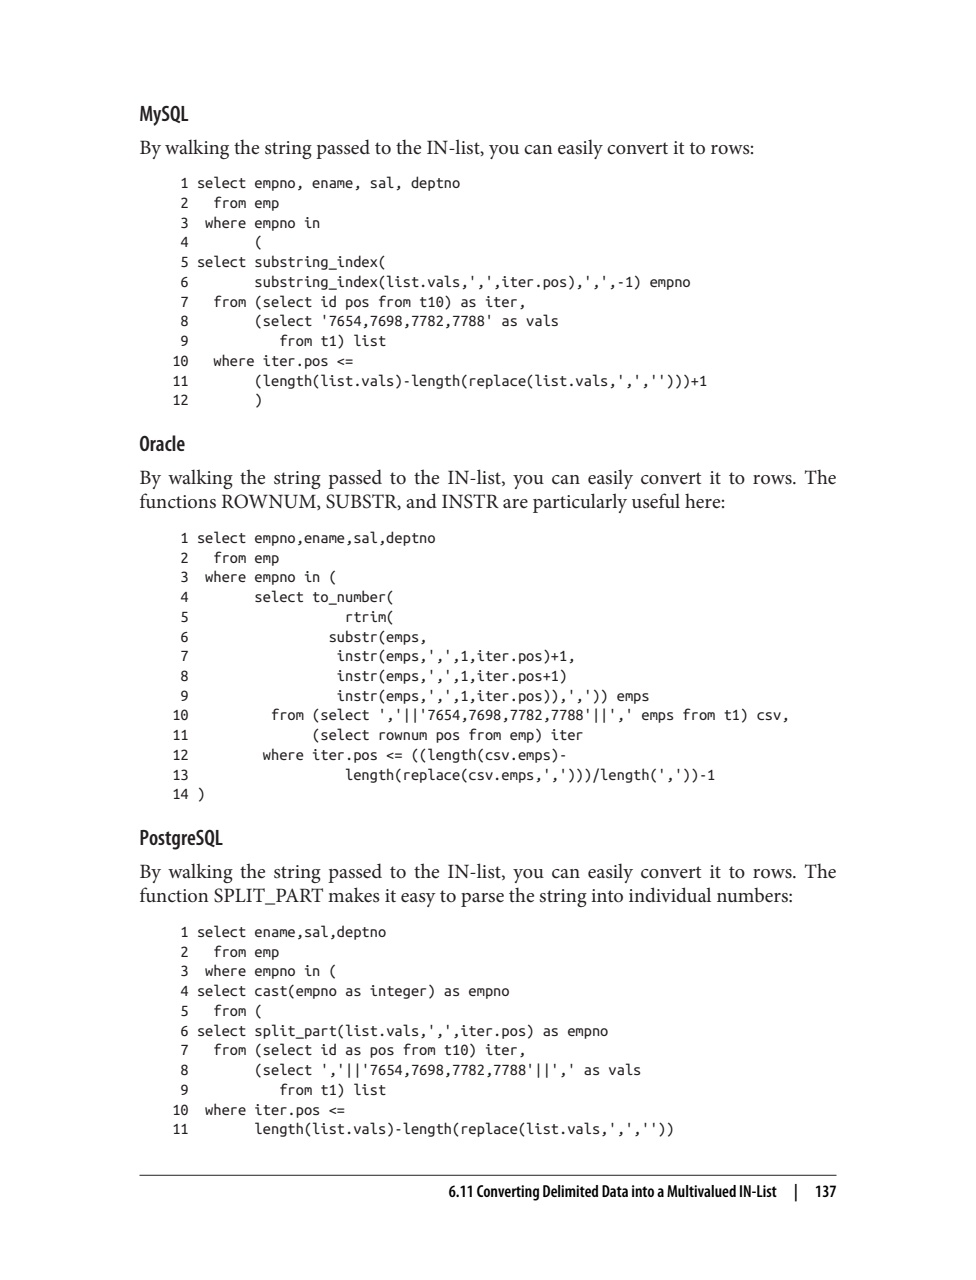 MySQL
By walking the string passed to the IN-list, you can easily convert it to rows:
1 select empno, ename, sal, deptno
2   from emp
3  where empno in
4        (
5 select substring_index(
6        substring_index(list.vals,',',iter.pos),',',-1) empno
7   from (select id pos from t10) as iter,
8        (select '7654,7698,7782,7788' as vals
9           from t1) list
10   where iter.pos <=
11        (length(list.vals)-length(replace(list.vals,',','')))+1
12        )
Oracle
By walking the string passed to the IN-list, you can easily convert it to rows. The
functions ROWNUM, SUBSTR, and INSTR are particularly useful here:
1 select empno,ename,sal,deptno
2   from emp
3  where empno in (
4        select to_number(
5                   rtrim(
6                 substr(emps,
7                  instr(emps,',',1,iter.pos)+1,
8                  instr(emps,',',1,iter.pos+1)
9                  instr(emps,',',1,iter.pos)),',')) emps
10          from (select ','||'7654,7698,7782,7788'||',' emps from t1) csv,
11               (select rownum pos from emp) iter
12         where iter.pos <= ((length(csv.emps)-
13                   length(replace(csv.emps,',')))/length(','))-1
14 )
PostgreSQL
By walking the string passed to the IN-list, you can easily convert it to rows. The
function SPLIT_PART makes it easy to parse the string into individual numbers:
1 select ename,sal,deptno
2   from emp
3  where empno in (
4 select cast(empno as integer) as empno
5   from (
6 select split_part(list.vals,',',iter.pos) as empno
7   from (select id as pos from t10) iter,
8        (select ','||'7654,7698,7782,7788'||',' as vals
9           from t1) list
10  where iter.pos <=
11        length(list.vals)-length(replace(list.vals,',',''))
6.11 Converting Delimited Data into a Multivalued IN-List | 137